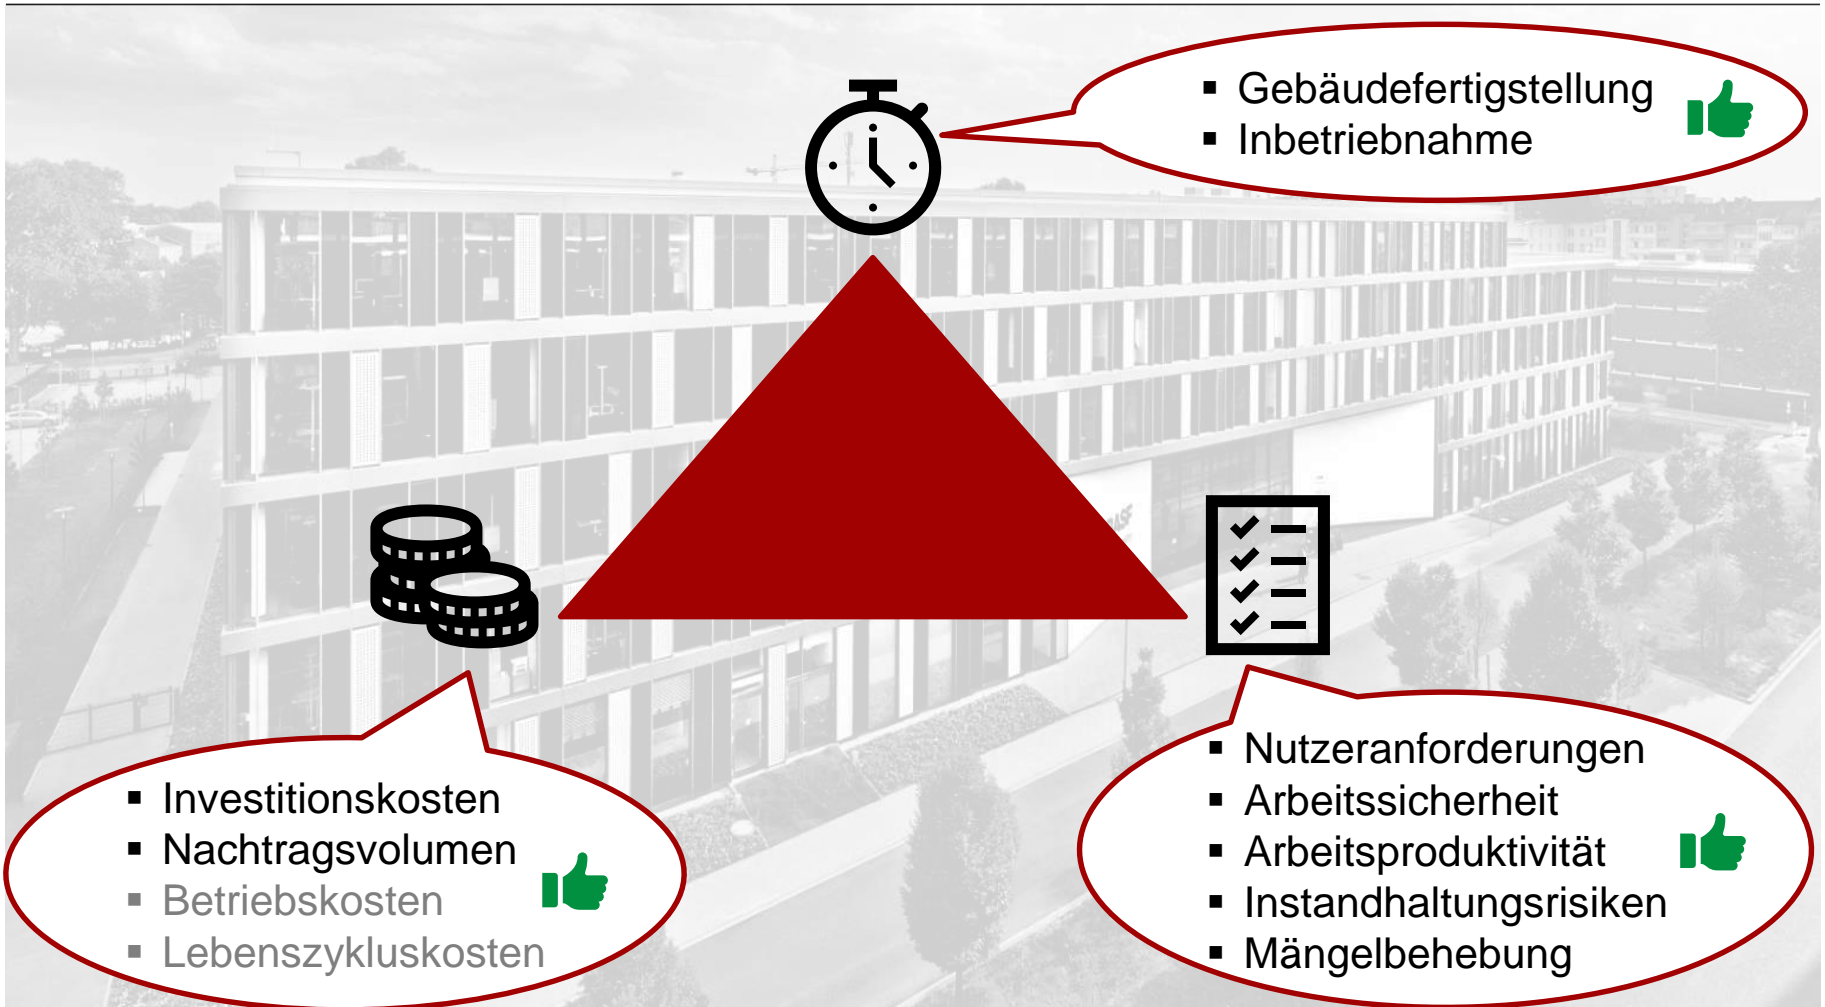 ▪ Gebäudefertigstellung
▪ Inbetriebnahme
▪ Investitionskosten
▪ Nachtragsvolumen
▪ Betriebskosten
▪ Lebenszykluskosten
▪ Nutzeranforderungen
▪ Arbeitssicherheit
▪ Arbeitsproduktivität
▪ Instandhaltungsrisiken
▪ Mängelbehebung